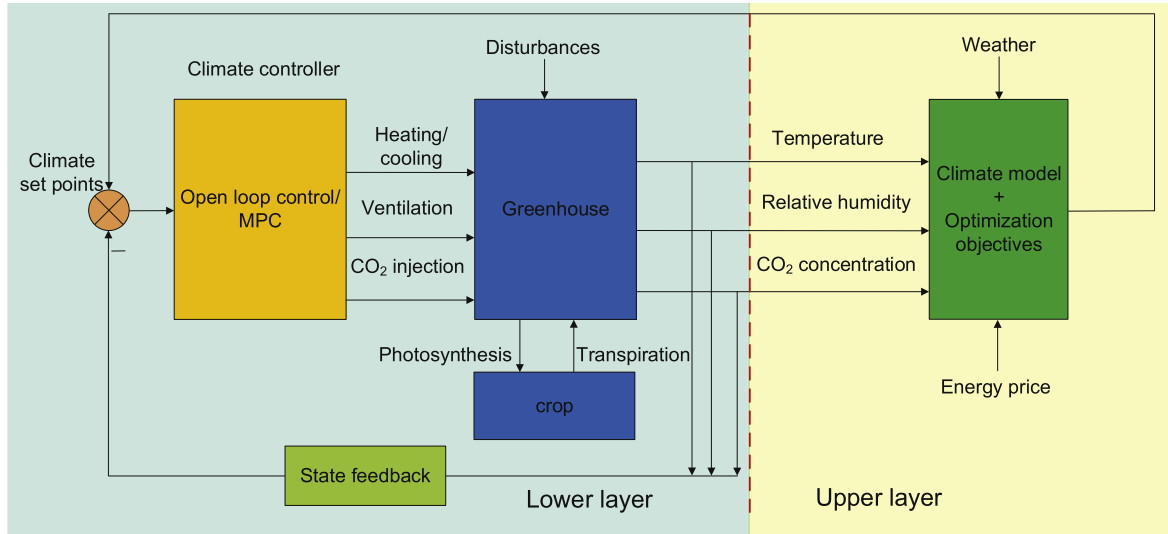 Disturbances
Weather
Climate controller
Heating/
cooling
Temperature
Climate
set points
Open loop control/
MPC
Ventilation
Greenhouse
Relative humidity
Climate model
+
Optimization
objectives
CO₂ injection
CO₂ concentration
–
Photosynthesis
Transpiration
Energy price
crop
State feedback
Lower layer
Upper layer